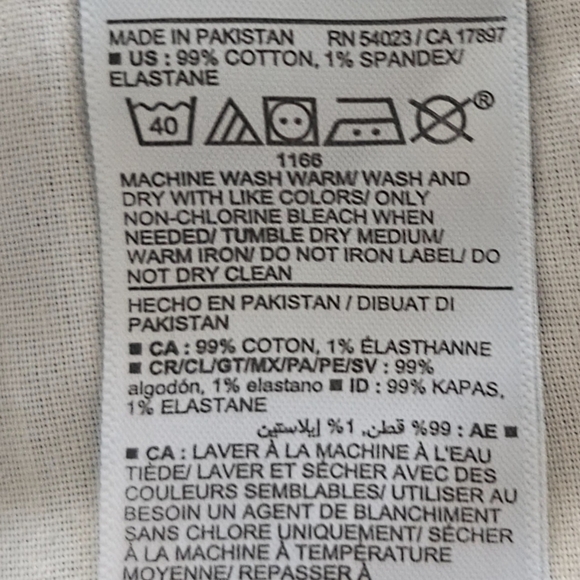 MADE IN PAKISTAN RN 54023 / CA 17897
■ US : 99% COTTON, 1% SPANDEX/
ELASTANE
40 ®
1166
MACHINE WASH WARM/ WASH AND
DRY WITH LIKE COLORS/ ONLY
NON-CHLORINE BLEACH WHEN
NEEDED/ TUMBLE DRY MEDIUM/
WARM IRON/ DO NOT IRON LABEL/ DO
NOT DRY CLEAN
HECHO EN PAKISTAN / DIBUAT DI
PAKISTAN
■ CA : 99% COTON, 1% ÉLASTHANNE
■ CR/CL/GT/MX/PA/PE/SV : 99%
algodón, 1% elastano ■ ID : 99% KAPAS,
1% ELASTANE
■ AE : 99% قطن, 1% إيلاستين
■ CA : LAVER À LA MACHINE À L'EAU
TIÈDE/ LAVER ET SÉCHER AVEC DES
COULEURS SEMBLABLES/ UTILISER AU
BESOIN UN AGENT DE BLANCHIMENT
SANS CHLORE UNIQUEMENT/ SÉCHER
À LA MACHINE À TEMPÉRATURE
MOYENNE/ REPASSER À